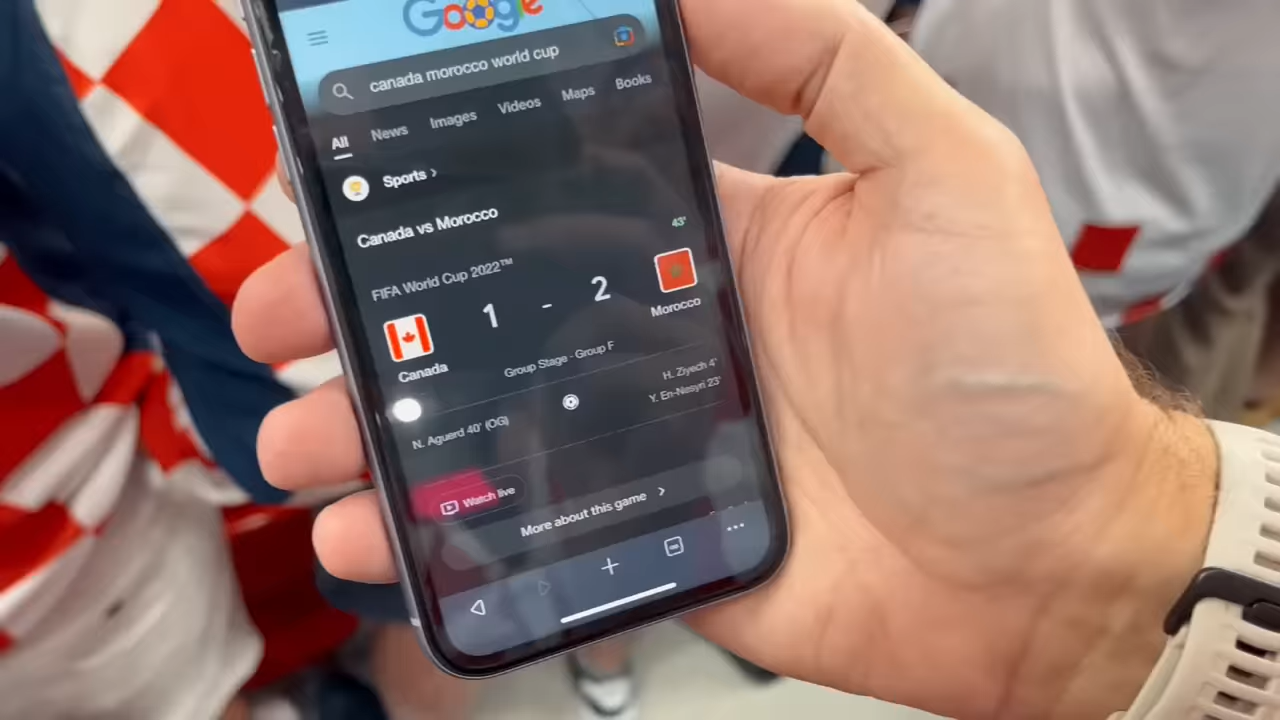 Google
canada morocco world cup
All News Images Videos Maps Books
Sports ›
Canada vs Morocco
43'
FIFA World Cup 2022™
1 - 2
Canada
Morocco
Group Stage · Group F
H. Ziyech 4'
Y. En-Nesyri 23'
N. Aguerd 40' (OG)
Watch live
More about this game ›